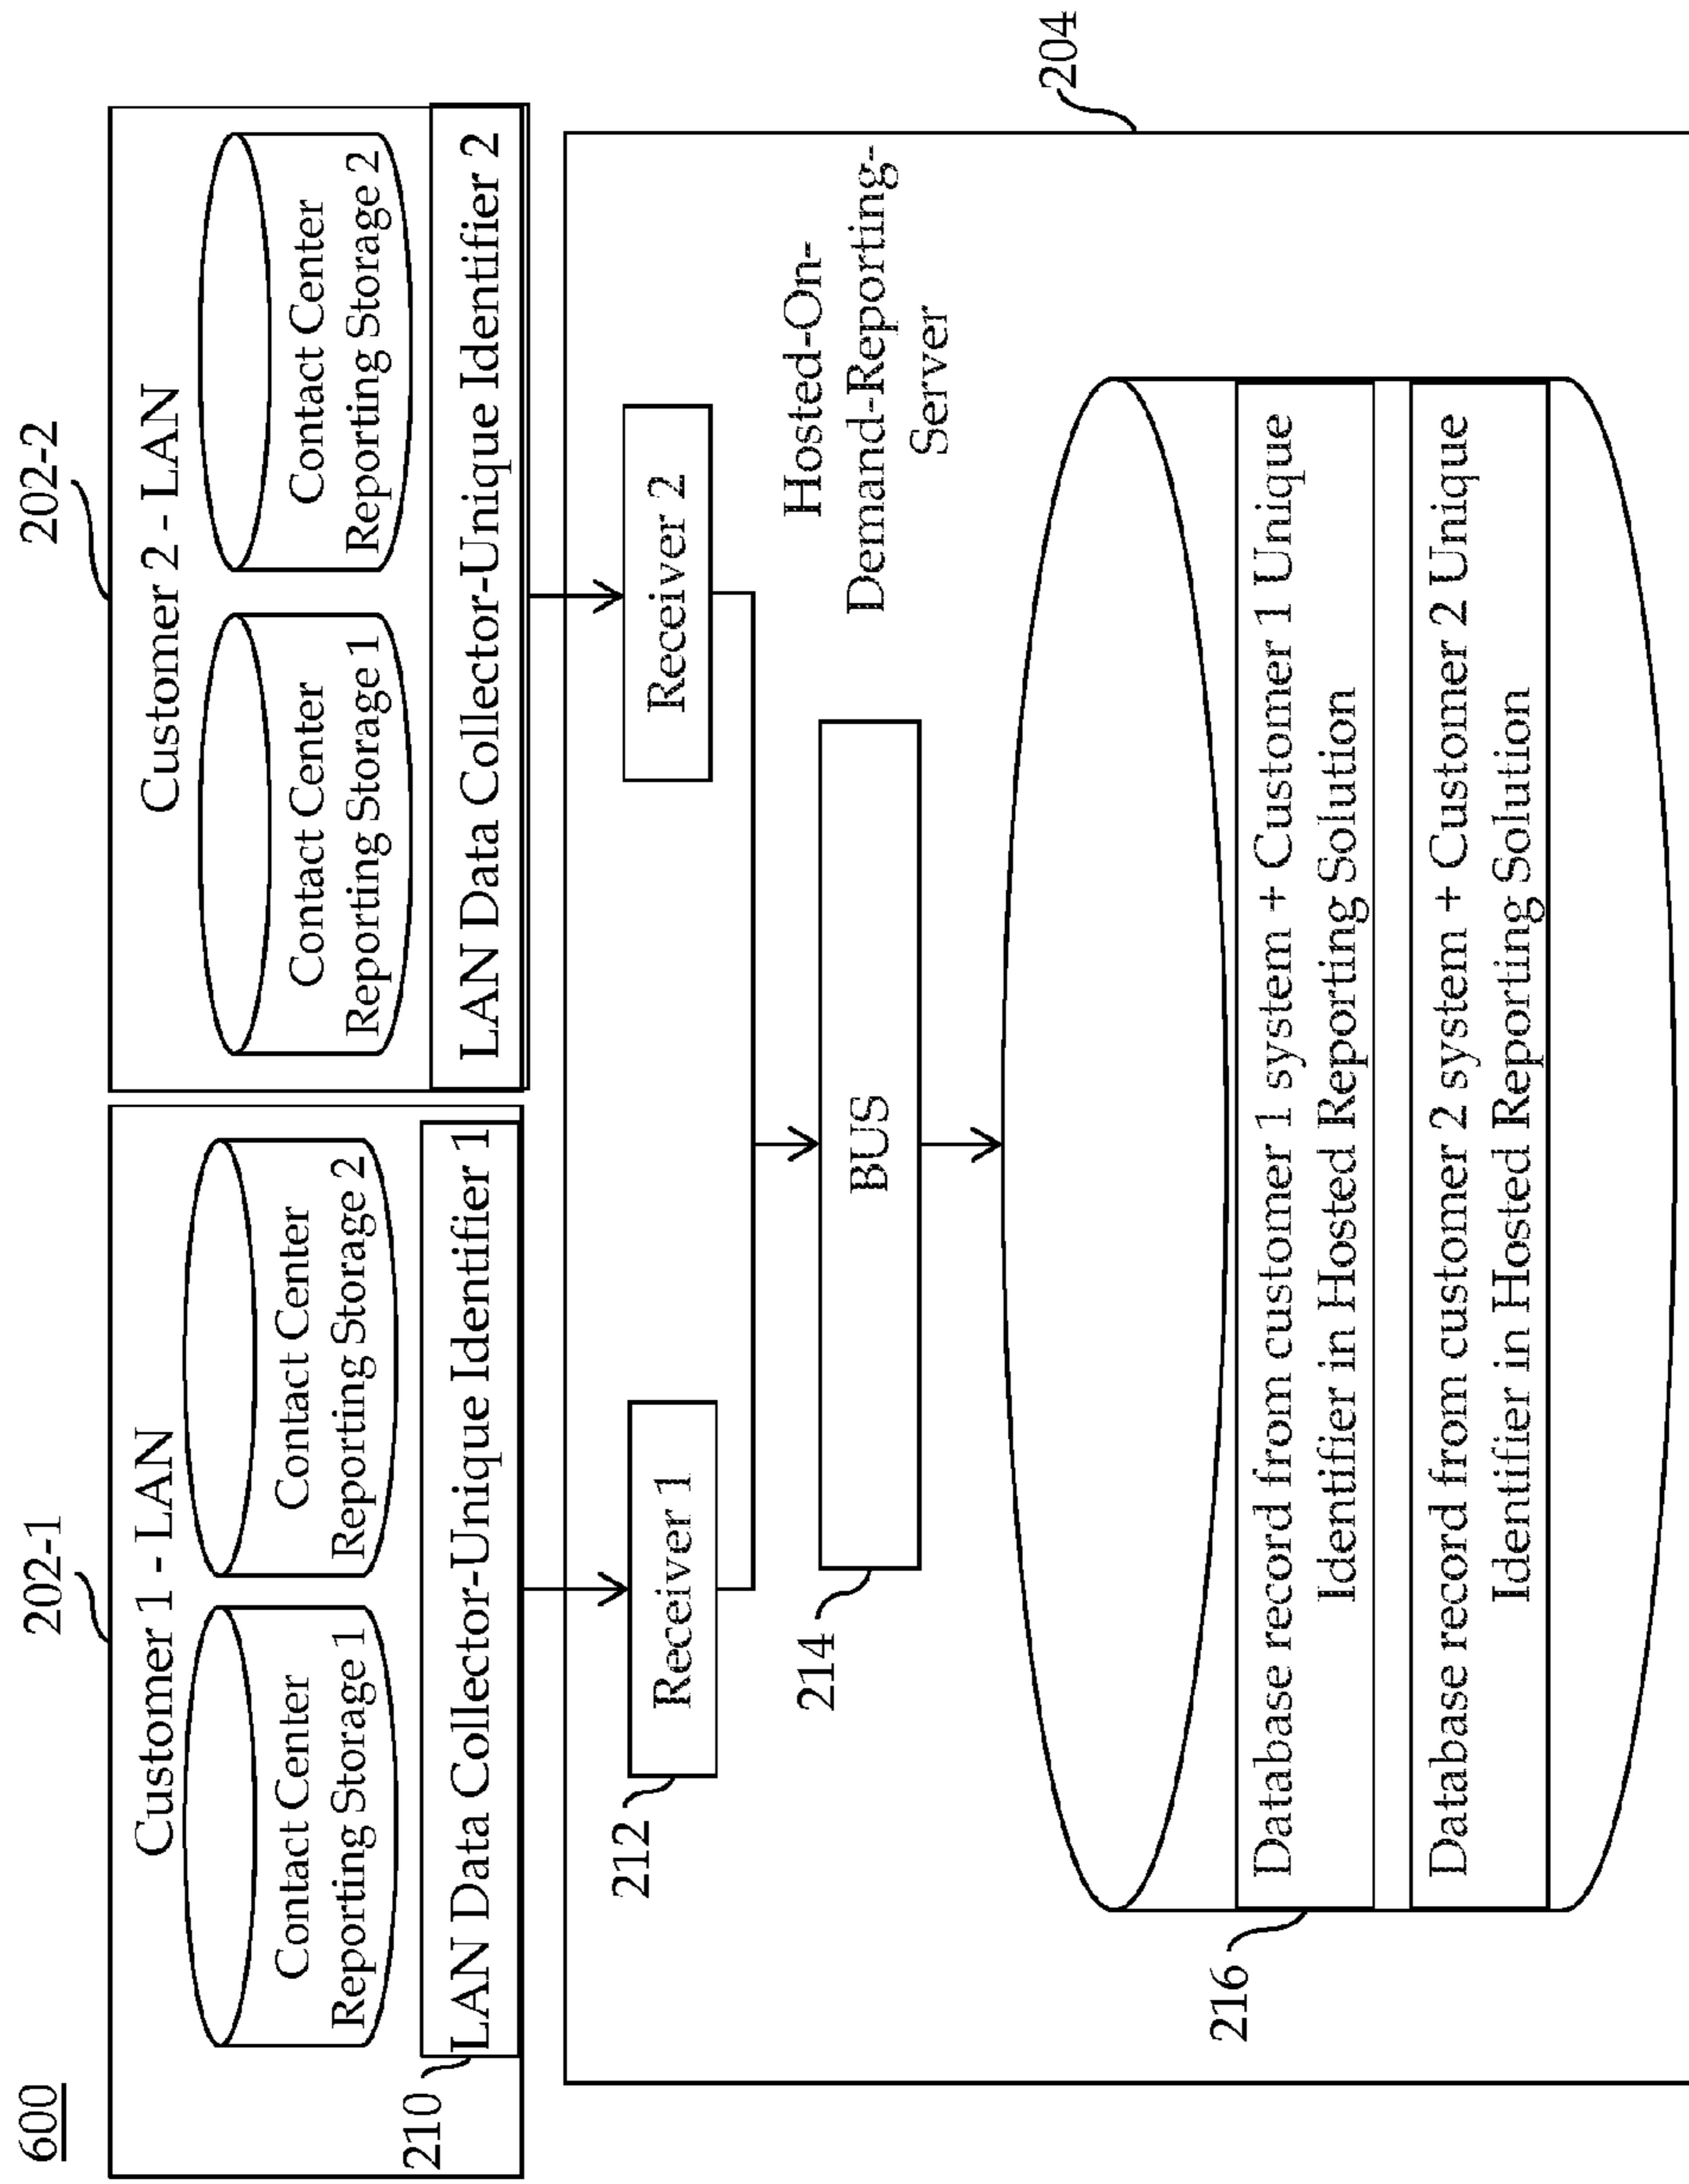 600
202-1
202-2
Customer 1 - LAN
Contact Center
Reporting Storage 1
Contact Center
Reporting Storage 2
210
LAN Data Collector-Unique Identifier 1
Customer 2 - LAN
Contact Center
Reporting Storage 1
Contact Center
Reporting Storage 2
LAN Data Collector-Unique Identifier 2
212
Receiver 1
Receiver 2
Hosted-On-
Demand-Reporting-
Server
204
214
BUS
216
Database record from customer 1 system + Customer 1 Unique
Identifier in Hosted Reporting Solution
Database record from customer 2 system + Customer 2 Unique
Identifier in Hosted Reporting Solution